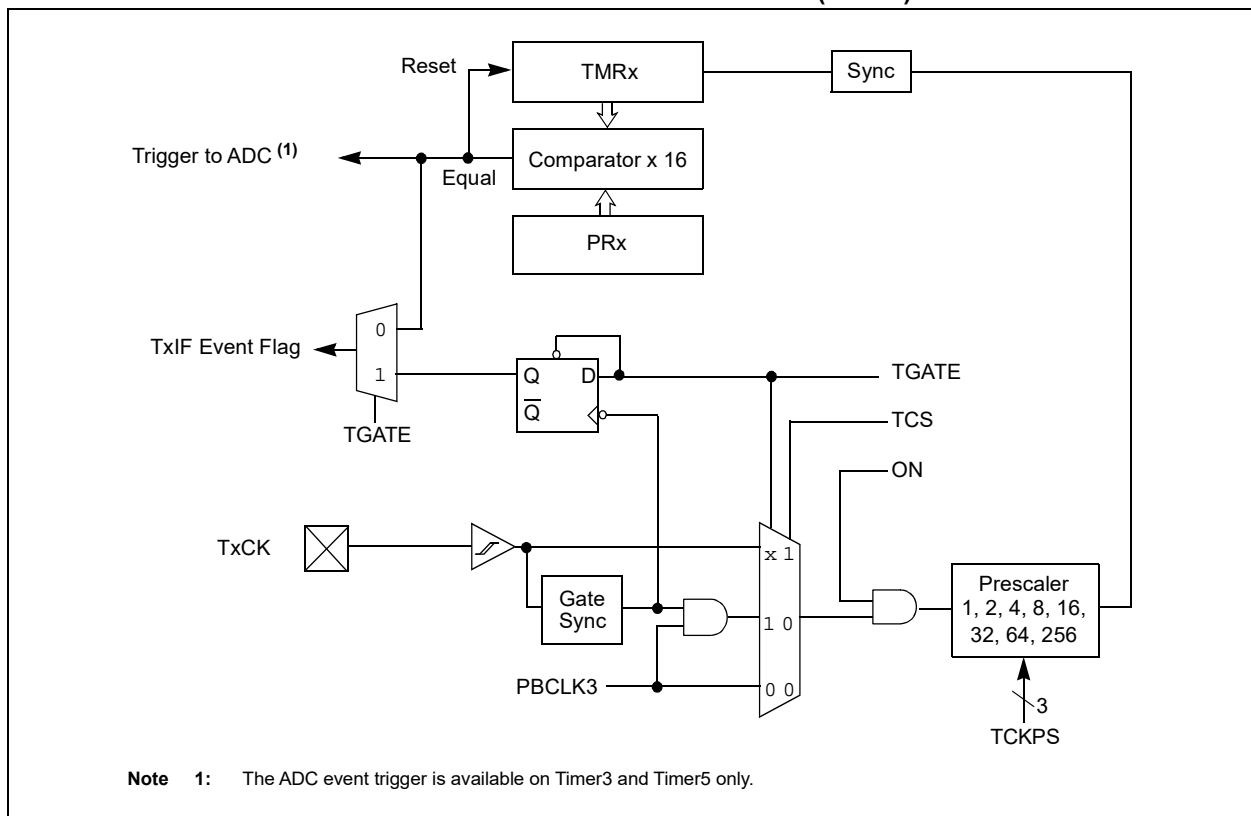 Reset
TMRx
Sync
Trigger to ADC (1)
Equal
Comparator x 16
PRx
0
TxIF Event Flag
1
TGATE
Q D
Q
TGATE
TCS
ON
TxCK
x 1
Gate
Sync
1 0
Prescaler
1, 2, 4, 8, 16,
32, 64, 256
PBCLK3
0 0
3
TCKPS
Note 1: The ADC event trigger is available on Timer3 and Timer5 only.